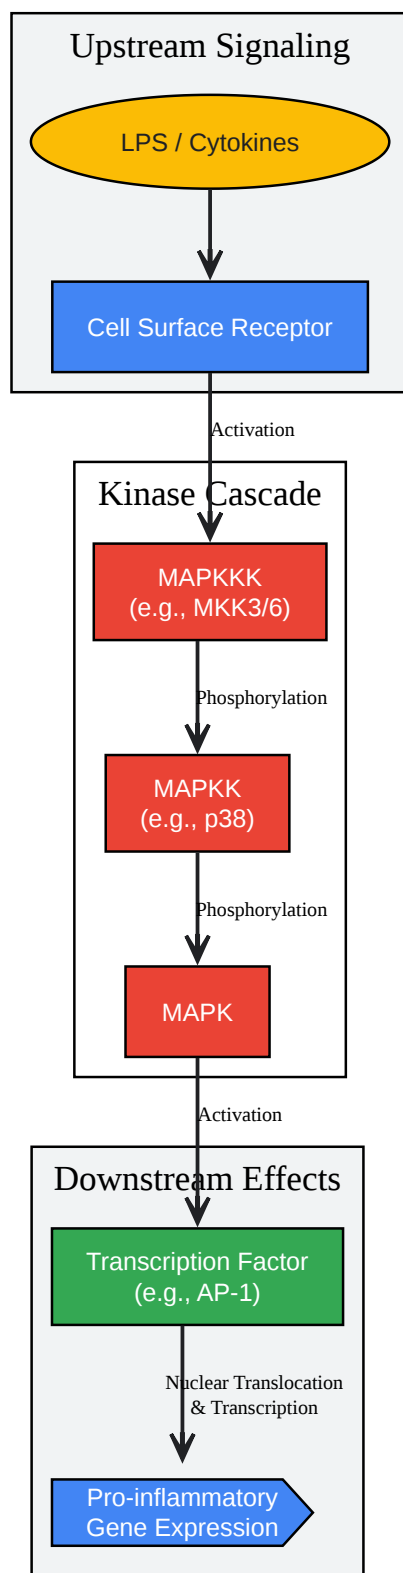 Upstream Signaling
LPS / Cytokines
Cell Surface Receptor
Activation
Kinase Cascade
MAPKKK
(e.g., MKK3/6)
Phosphorylation
MAPKK
(e.g., p38)
Phosphorylation
MAPK
Activation
Downstream Effects
Transcription Factor
(e.g., AP-1)
Nuclear Translocation
& Transcription
Pro-inflammatory
Gene Expression